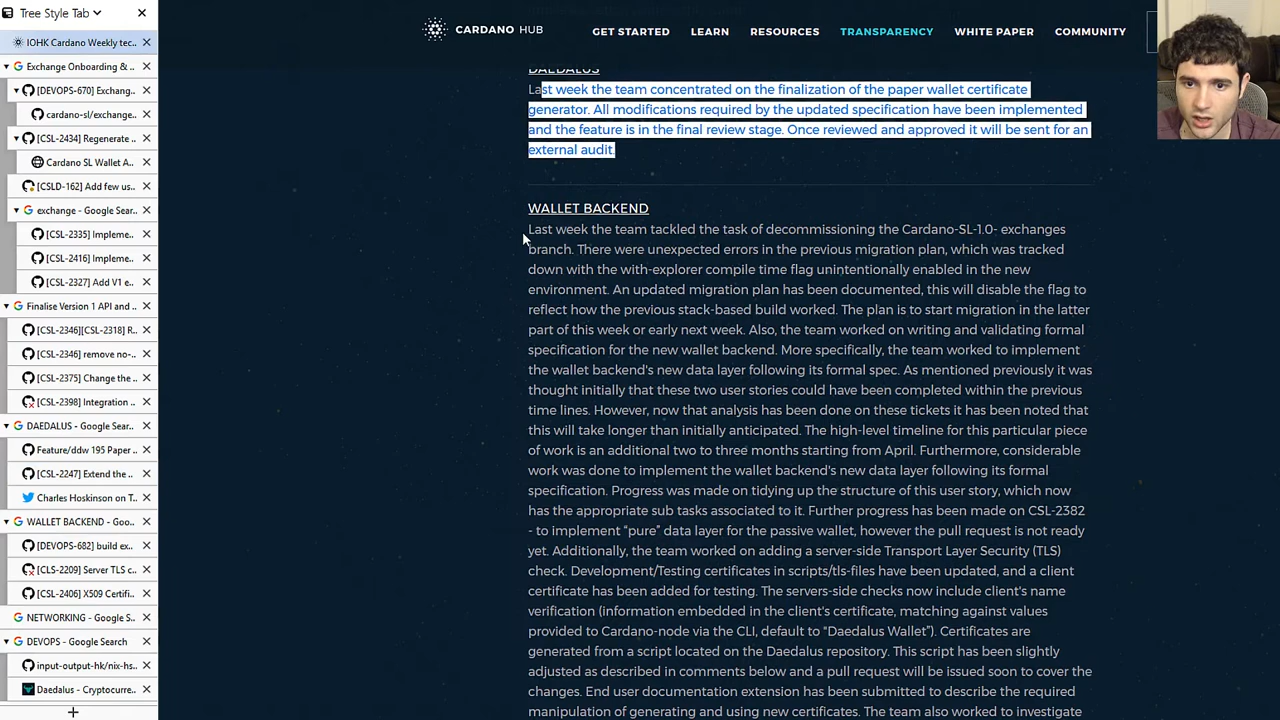 Tree Style Tab
IOHK Cardano Weekly tec..
Exchange Onboarding & ..
[DEVOPS-670] Exchang..
cardano-sl/exchange..
[CSL-2434] Regenerate ..
Cardano SL Wallet A..
[CSLD-162] Add few us..
exchange - Google Sear..
[CSL-2335] Impleme..
[CSL-2416] Impleme..
[CSL-2327] Add V1 e..
Finalise Version 1 API and ..
[CSL-2346][CSL-2318] R..
[CSL-2346] remove no-..
[CSL-2375] Change the ..
[CSL-2398] Integration ..
DAEDALUS - Google Sear..
Feature/ddw 195 Paper ..
[CSL-2247] Extend the ..
Charles Hoskinson on T..
WALLET BACKEND - Goo..
[DEVOPS-682] build ex..
[CLS-2209] Server TLS c..
[CSL-2406] X509 Certifi..
NETWORKING - Google S..
DEVOPS - Google Search
input-output-hk/nix-hs..
Daedalus - Cryptocurre..
+
CARDANO HUB
GET STARTED
LEARN
RESOURCES
TRANSPARENCY
WHITE PAPER
COMMUNITY
DAEDALUS
Last week the team concentrated on the finalization of the paper wallet certificate
generator. All modifications required by the updated specification have been implemented
and the feature is in the final review stage. Once reviewed and approved it will be sent for an
external audit.
WALLET BACKEND
Last week the team tackled the task of decommissioning the Cardano-SL-1.0- exchanges
branch. There were unexpected errors in the previous migration plan, which was tracked
down with the with-explorer compile time flag unintentionally enabled in the new
environment. An updated migration plan has been documented, this will disable the flag to
reflect how the previous stack-based build worked. The plan is to start migration in the latter
part of this week or early next week. Also, the team worked on writing and validating formal
specification for the new wallet backend. More specifically, the team worked to implement
the wallet backend's new data layer following its formal spec. As mentioned previously it was
thought initially that these two user stories could have been completed within the previous
time lines. However, now that analysis has been done on these tickets it has been noted that
this will take longer than initially anticipated. The high-level timeline for this particular piece
of work is an additional two to three months starting from April. Furthermore, considerable
work was done to implement the wallet backend's new data layer following its formal
specification. Progress was made on tidying up the structure of this user story, which now
has the appropriate sub tasks associated to it. Further progress has been made on CSL-2382
- to implement “pure” data layer for the passive wallet, however the pull request is not ready
yet. Additionally, the team worked on adding a server-side Transport Layer Security (TLS)
check. Development/Testing certificates in scripts/tls-files have been updated, and a client
certificate has been added for testing. The servers-side checks now include client's name
verification (information embedded in the client's certificate, matching against values
provided to Cardano-node via the CLI, default to “Daedalus Wallet”). Certificates are
generated from a script located on the Daedalus repository. This script has been slightly
adjusted as described in comments below and a pull request will be issued soon to cover the
changes. End user documentation extension has been submitted to describe the required
manipulation of generating and using new certificates. The team also worked to investigate